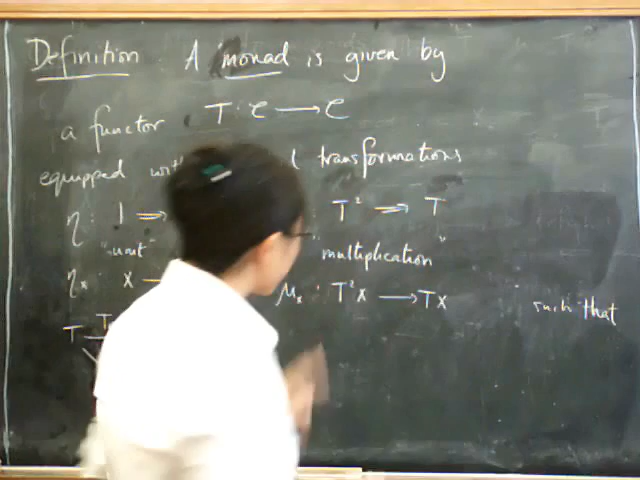 Definition: A monad is given by
a functor T : C ⟶ C
equipped with transformations
η : 1 ⟹ : T² ⟹ T
"unit" "multiplication"
ηₓ : x — μₓ : T²x ⟶ Tx such that
T T